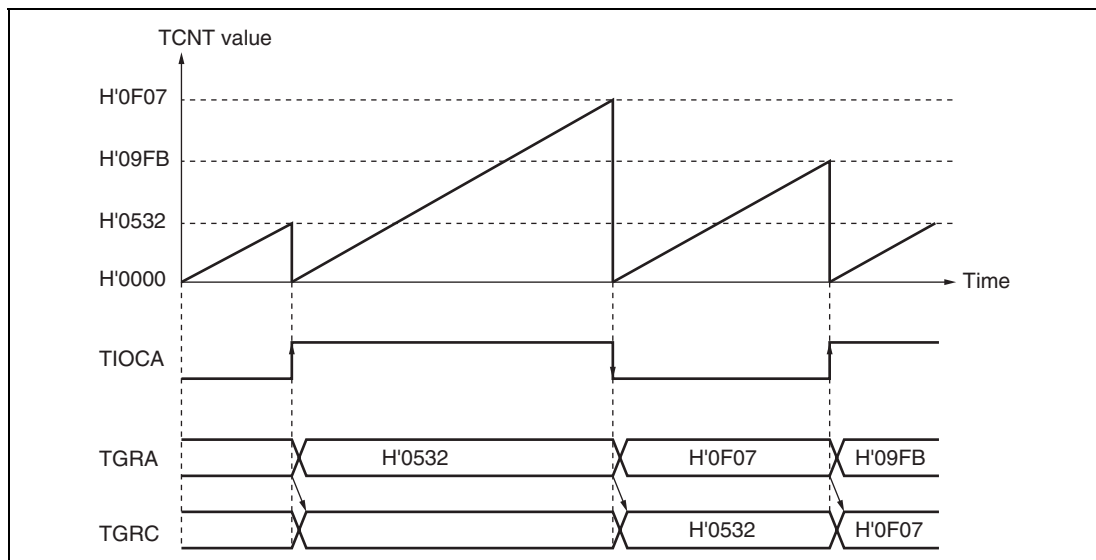 TCNT value
H'0F07
H'09FB
H'0532
H'0000
Time
TIOCA
TGRA
H'0532
H'0F07
H'09FB
TGRC
H'0532
H'0F07